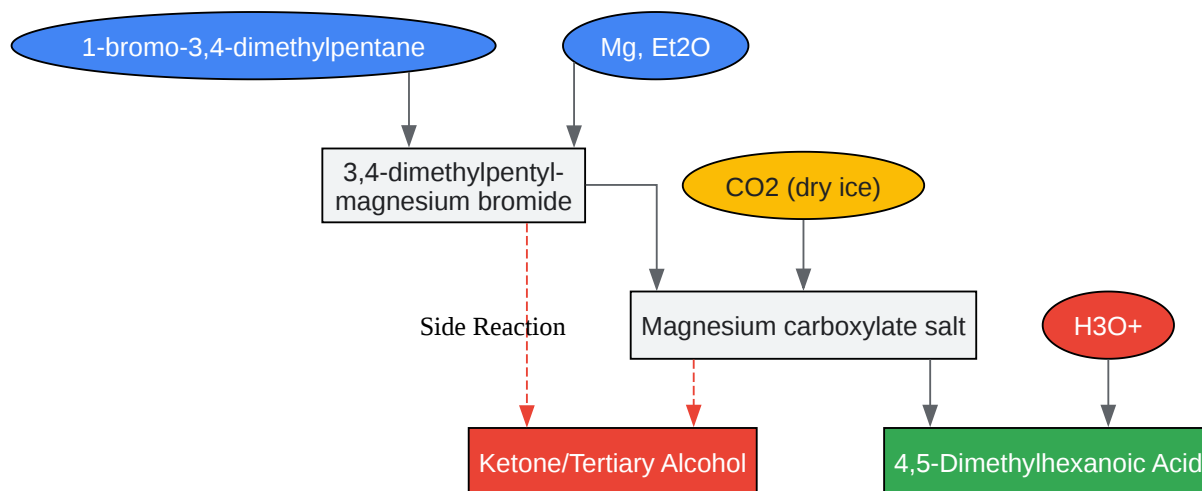 1-bromo-3,4-dimethylpentane
Mg, Et2O
3,4-dimethylpentyl-
magnesium bromide
CO2 (dry ice)
Side Reaction
Magnesium carboxylate salt
H3O+
Ketone/Tertiary Alcohol
4,5-Dimethylhexanoic Acid